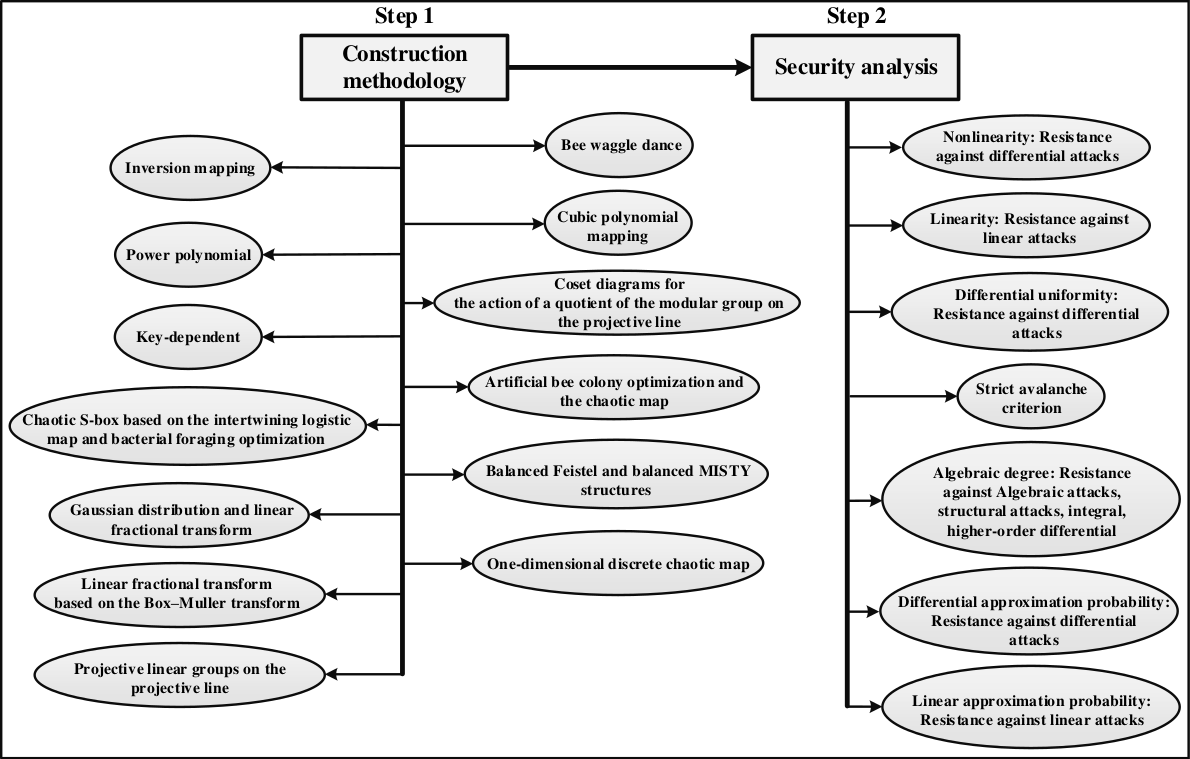 Step 1
Construction
methodology
Inversion mapping
Power polynomial
Key-dependent
Chaotic S-box based on the intertwining logistic
map and bacterial foraging optimization
Gaussian distribution and linear
fractional transform
Linear fractional transform
based on the Box–Muller transform
Projective linear groups on the
projective line
Bee waggle dance
Cubic polynomial
mapping
Coset diagrams for
the action of a quotient of the modular group on
the projective line
Artificial bee colony optimization and
the chaotic map
Balanced Feistel and balanced MISTY
structures
One-dimensional discrete chaotic map
Step 2
Security analysis
Nonlinearity: Resistance
against differential attacks
Linearity: Resistance against
linear attacks
Differential uniformity:
Resistance against differential
attacks
Strict avalanche
criterion
Algebraic degree: Resistance
against Algebraic attacks,
structural attacks, integral,
higher-order differential
Differential approximation probability:
Resistance against differential
attacks
Linear approximation probability:
Resistance against linear attacks